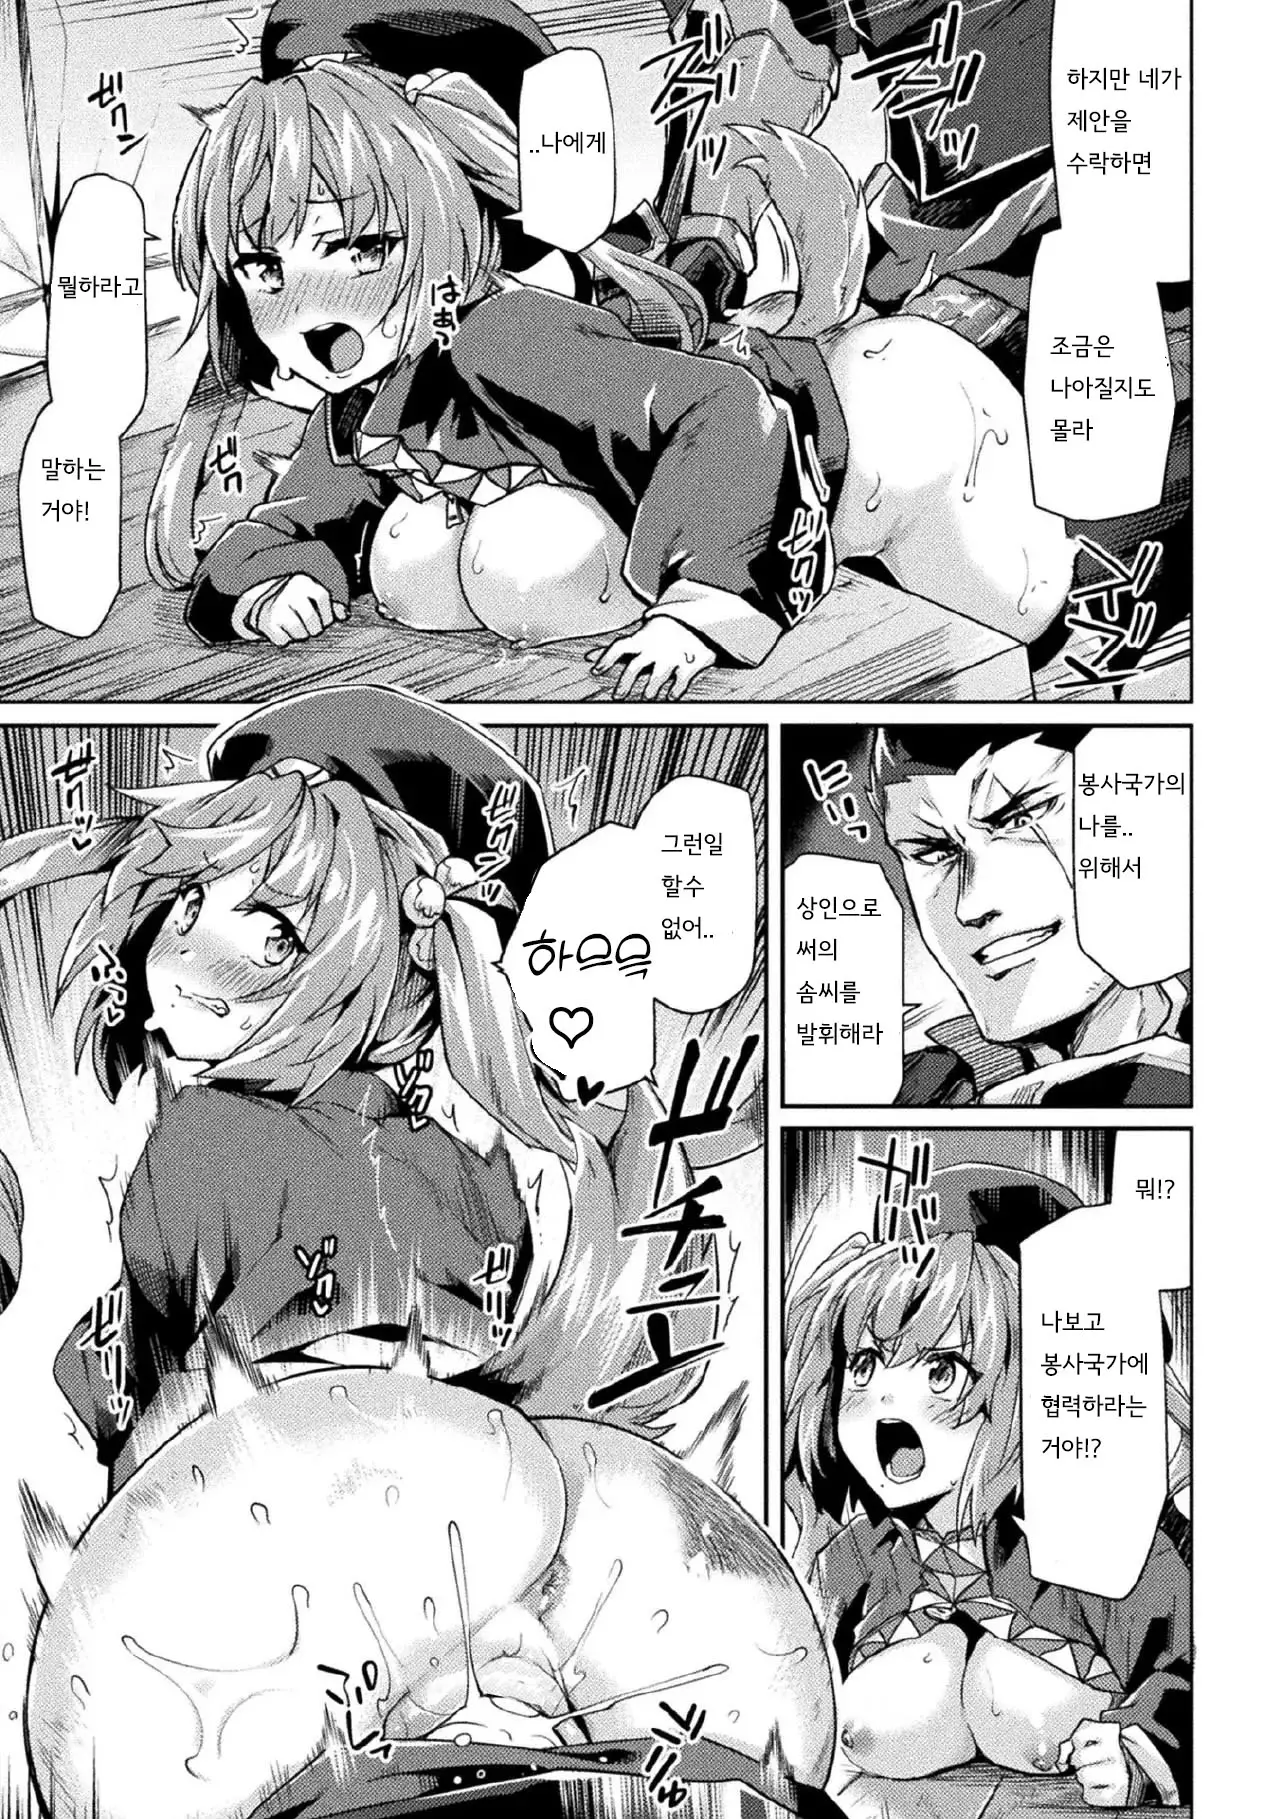 하지만 네가
제안을
수락하면
조금은
나아질지도
몰라
..나에게
뭘하라고
말하는
거야!
봉사국가의
나를..
위해서
상인으로
써의
솜씨를
발휘해라
뭐!?
나보고
봉사국가에
협력하라는
거야!?
그런일
할수
없어..
하으윽
♡